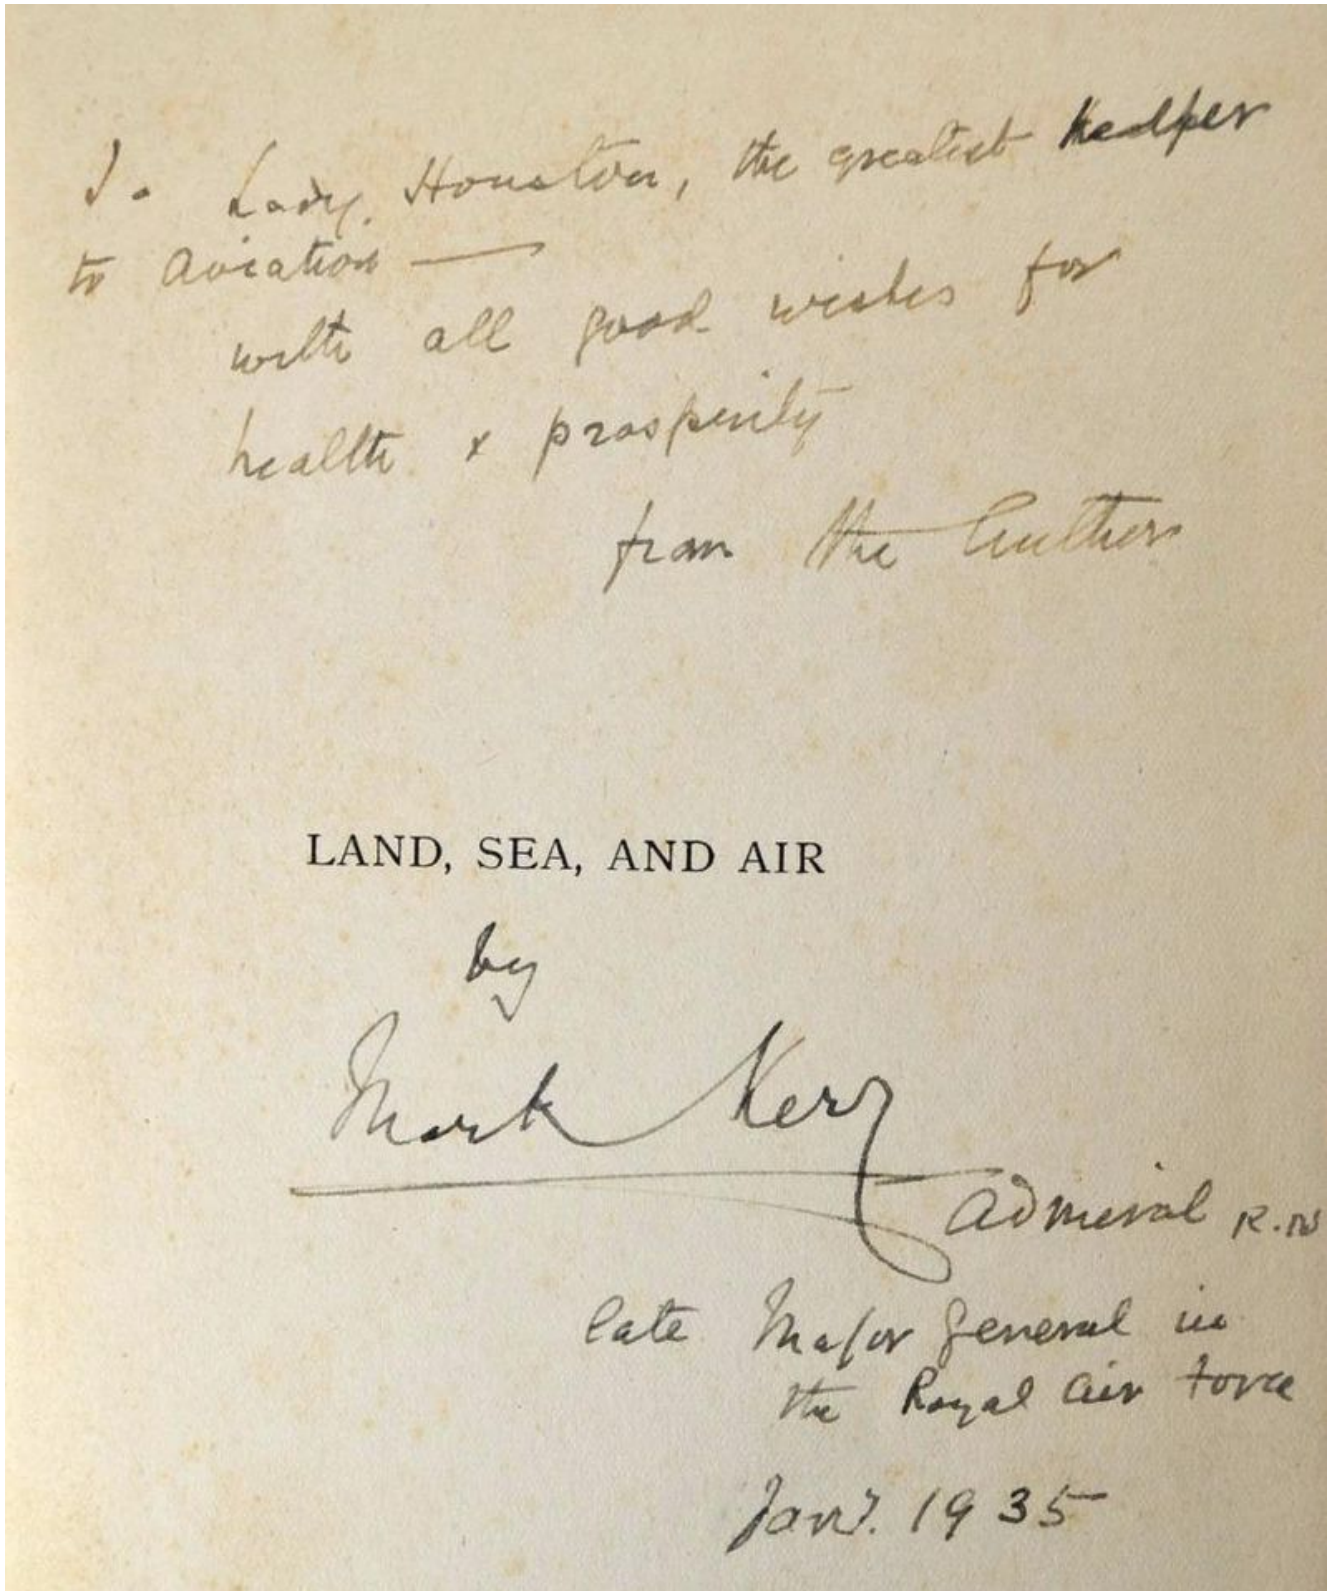 To Lady Houston, the greatest helper
to aviation —
with all good wishes for
health & prosperity
from the Author
LAND, SEA, AND AIR
by
Mark Kerr
Admiral R.N
late Major General in
the Royal Air Force
Jany. 1935